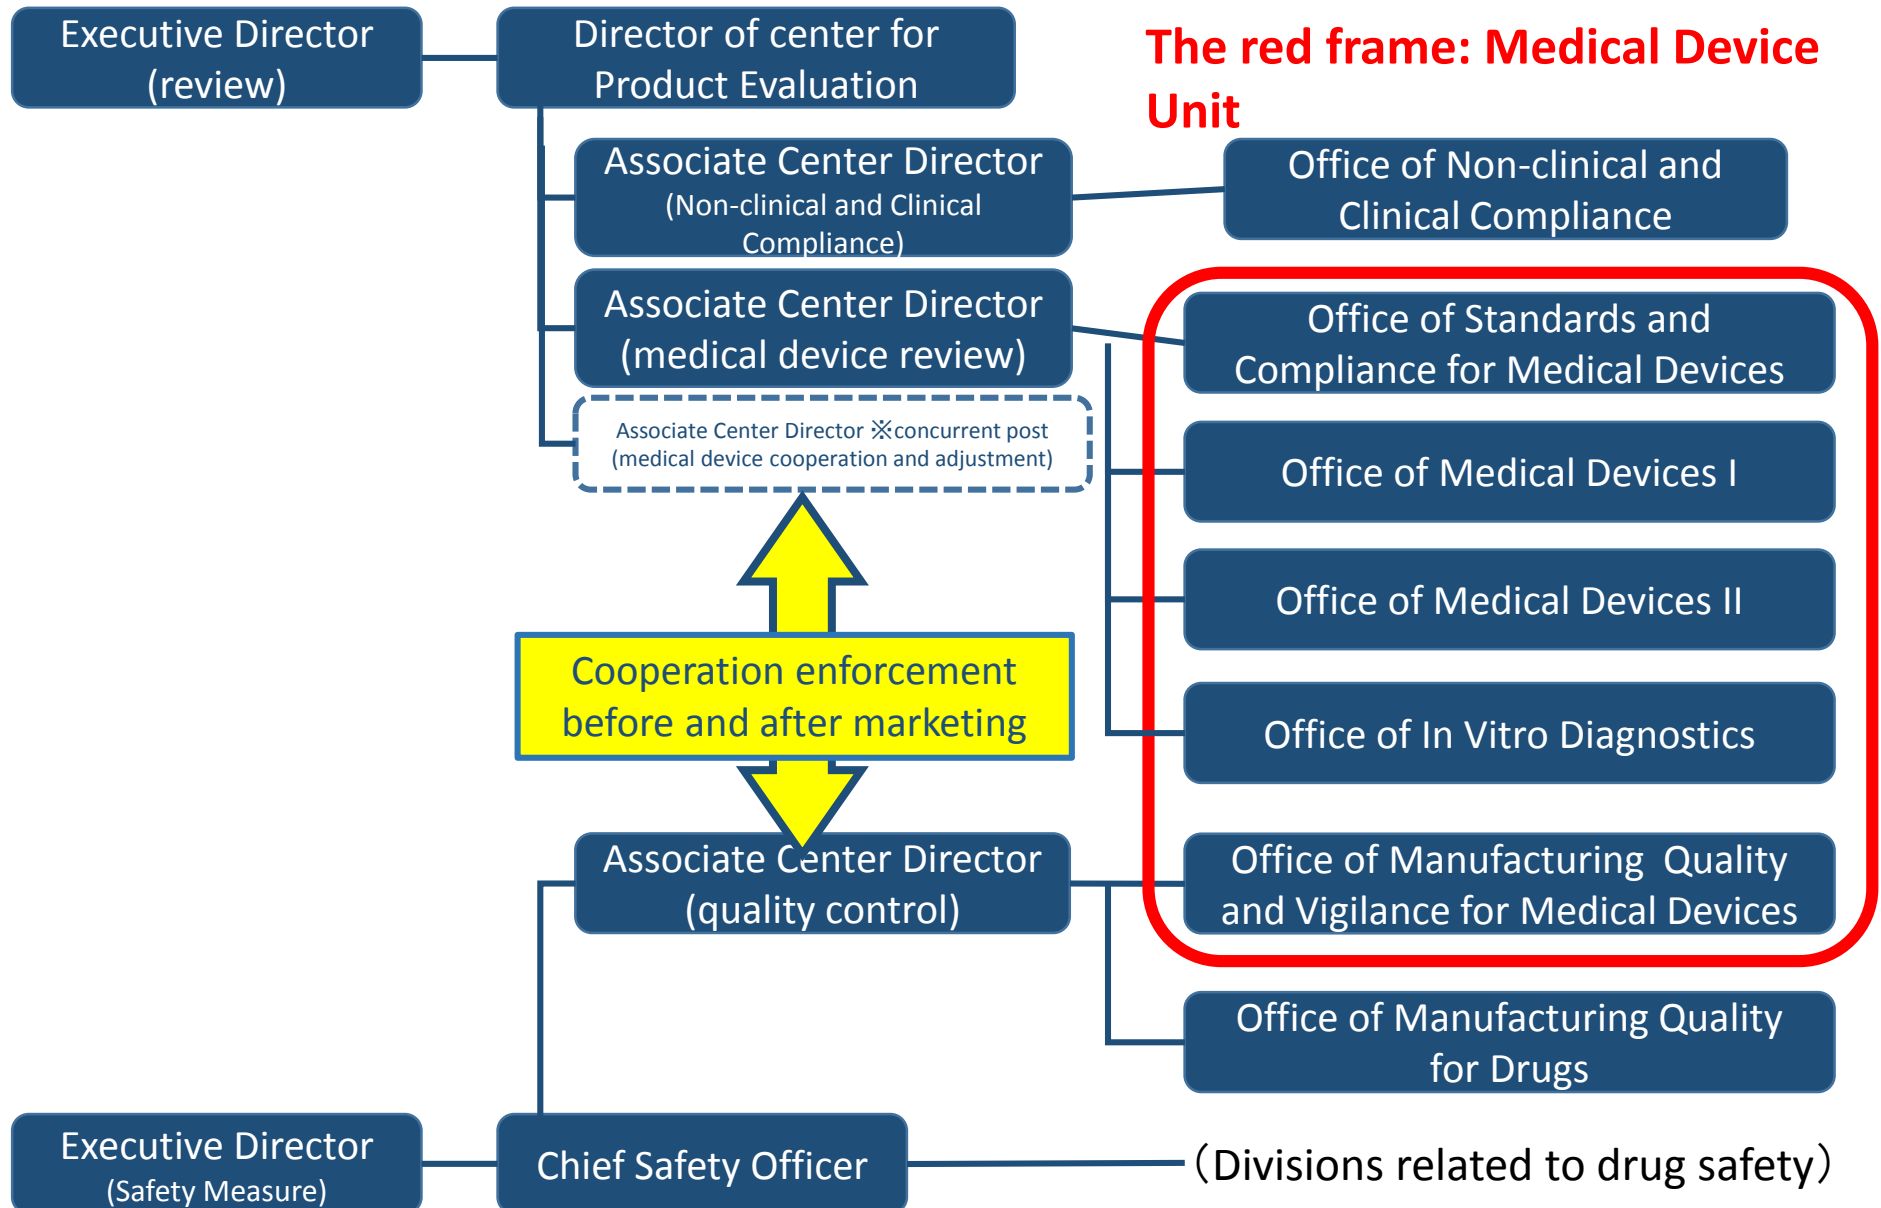 Executive Director
(review)
Director of center for
Product Evaluation
The red frame: Medical Device
Unit
Associate Center Director
(Non-clinical and Clinical
Compliance)
Office of Non-clinical and
Clinical Compliance
Associate Center Director
(medical device review)
Office of Standards and
Compliance for Medical Devices
Associate Center Director ※concurrent post
(medical device cooperation and adjustment)
Office of Medical Devices I
Office of Medical Devices II
Cooperation enforcement
before and after marketing
Office of In Vitro Diagnostics
Associate Center Director
(quality control)
Office of Manufacturing  Quality
and Vigilance for Medical Devices
Office of Manufacturing Quality
for Drugs
Executive Director
(Safety Measure)
Chief Safety Officer
（Divisions related to drug safety）